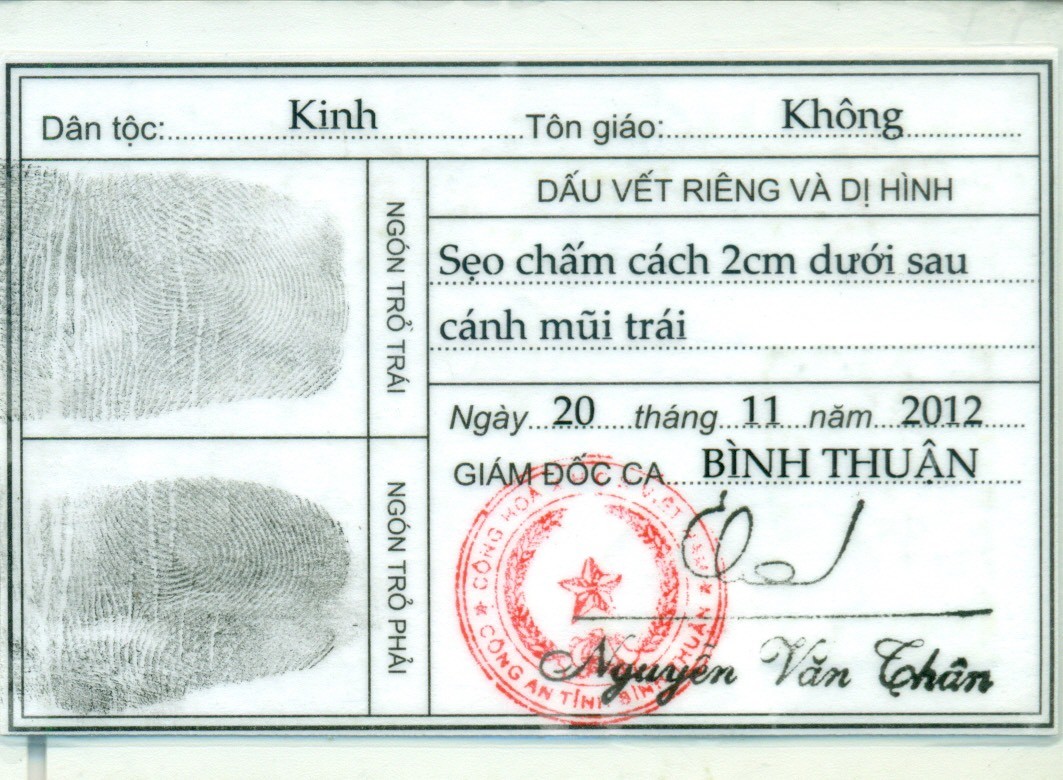 Dân tộc: Kinh Tôn giáo: Không
NGÓN TRỎ TRÁI
DẤU VẾT RIÊNG VÀ DỊ HÌNH
Sẹo chấm cách 2cm dưới sau
cánh mũi trái
Ngày 20 tháng 11 năm 2012
GIÁM ĐỐC CA BÌNH THUẬN
NGÓN TRỎ PHẢI
CÔNG AN TỈNH BÌNH THUẬN
Nguyễn Văn Thân